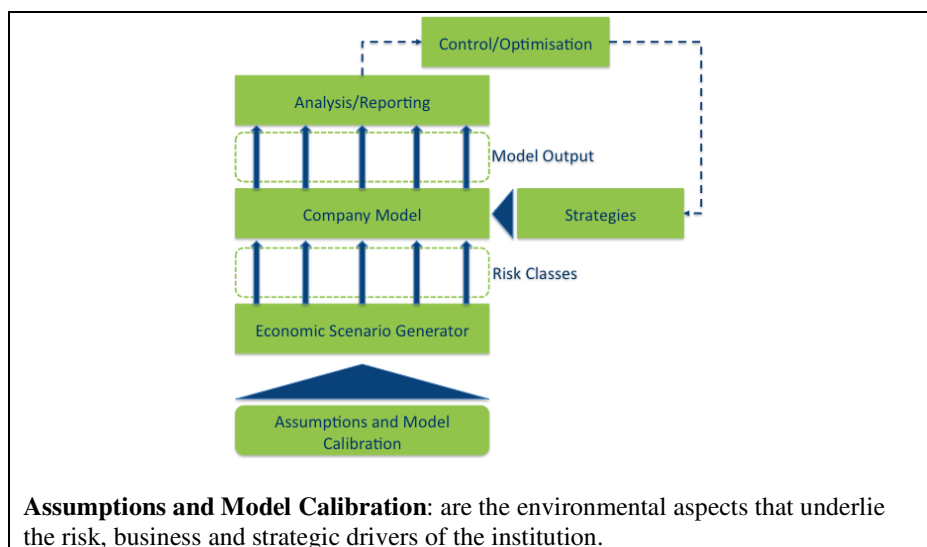 Control/Optimisation
Analysis/Reporting
Model Output
Company Model
Strategies
Risk Classes
Economic Scenario Generator
Assumptions and Model
Calibration
Assumptions and Model Calibration: are the environmental aspects that underlie
the risk, business and strategic drivers of the institution.